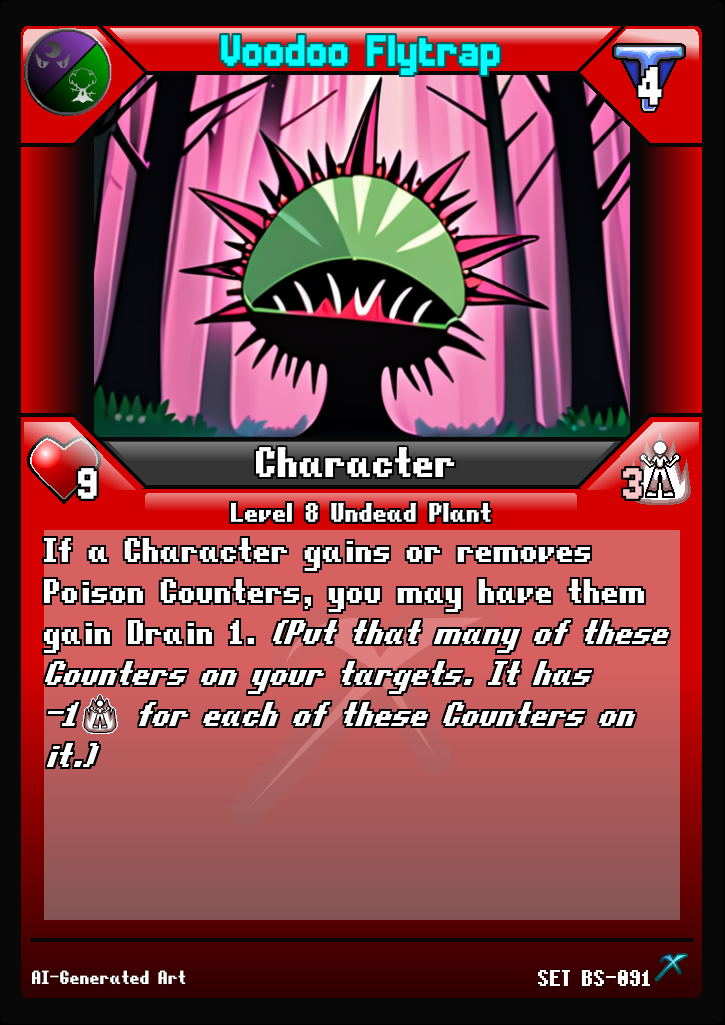 Voodoo Flytrap
4
Character
9
3
Level 8 Undead Plant
If a Character gains or removes
Poison Counters, you may have them
gain Drain 1. (Put that many of these
Counters on your targets. It has
-1 for each of these Counters on
it.)
AI-Generated Art
SET BS-091